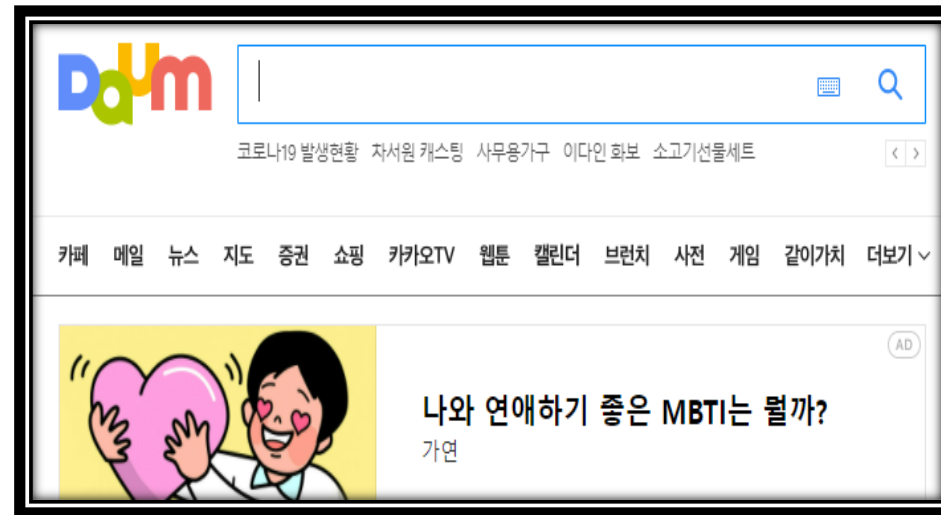 Daum
코로나19 발생현황 차서원 캐스팅 사무용가구 이다인 화보 소고기선물세트
카페 메일 뉴스 지도 증권 쇼핑 카카오TV 웹툰 캘린더 브런치 사전 게임 같이가치 더보기
AD
나와 연애하기 좋은 MBTI는 뭘까?
가연